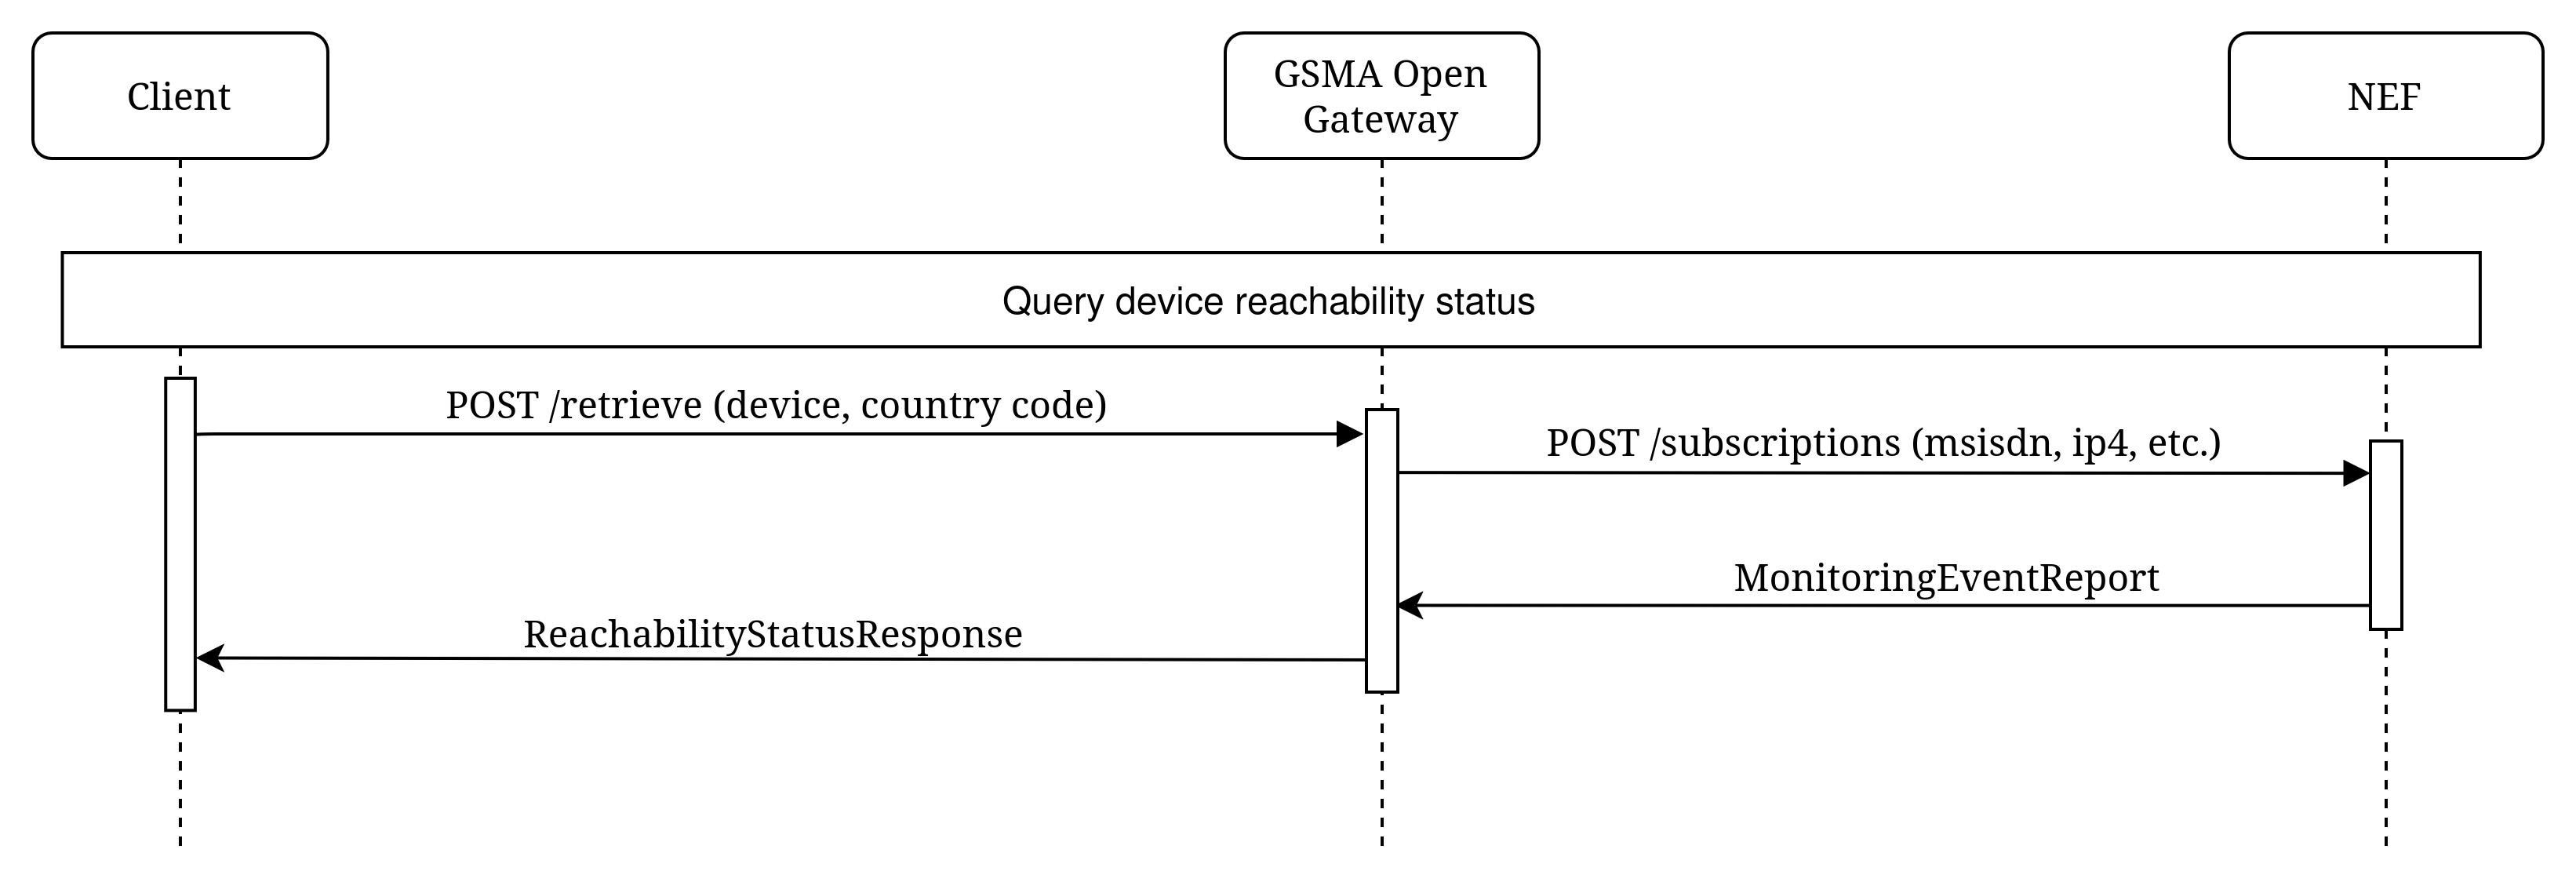 Client
GSMA Open
Gateway
NEF
Query device reachability status
POST /retrieve (device, country code)
POST /subscriptions (msisdn, ip4, etc.)
MonitoringEventReport
ReachabilityStatusResponse